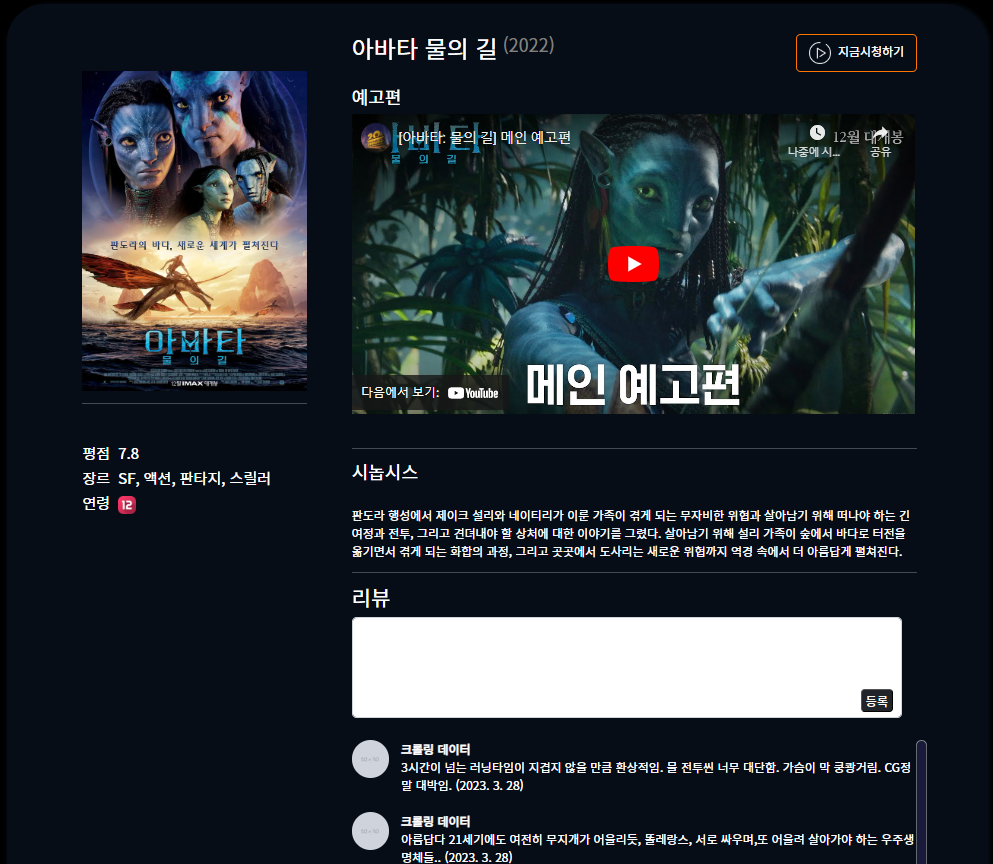 아바타 물의 길 (2022)
지금시청하기
예고편
[아바타: 물의 길] 메인 예고편
아바타
물의 길
12월 대개봉
나중에 시...
공유
다음에서 보기: YouTube
메인 예고편
판도라의 바다, 새로운 세계가 펼쳐진다
아바타
물의 길
12월 IMAX 대개봉
평점 7.8
장르 SF, 액션, 판타지, 스릴러
연령 12
시놉시스
판도라 행성에서 제이크 설리와 네이티리가 이룬 가족이 겪게 되는 무자비한 위협과 살아남기 위해 떠나야 하는 긴
여정과 전투, 그리고 견뎌내야 할 상처에 대한 이야기를 그렸다. 살아남기 위해 설리 가족이 숲에서 바다로 터전을
옮기면서 겪게 되는 화합의 과정, 그리고 곳곳에서 도사리는 새로운 위협까지 역경 속에서 더 아름답게 펼쳐진다.
리뷰
등록
크롤링 데이터
3시간이 넘는 러닝타임이 지겹지 않을 만큼 환상적임. 물 전투씬 너무 대단함. 가슴이 막 쿵쾅거림. CG정
말 대박임. (2023. 3. 28)
크롤링 데이터
아름답다 21세기에도 여전히 무지개가 어울리듯, 똘레랑스, 서로 싸우며,또 어울려 살아가야 하는 우주생
명체들.. (2023. 3. 28)